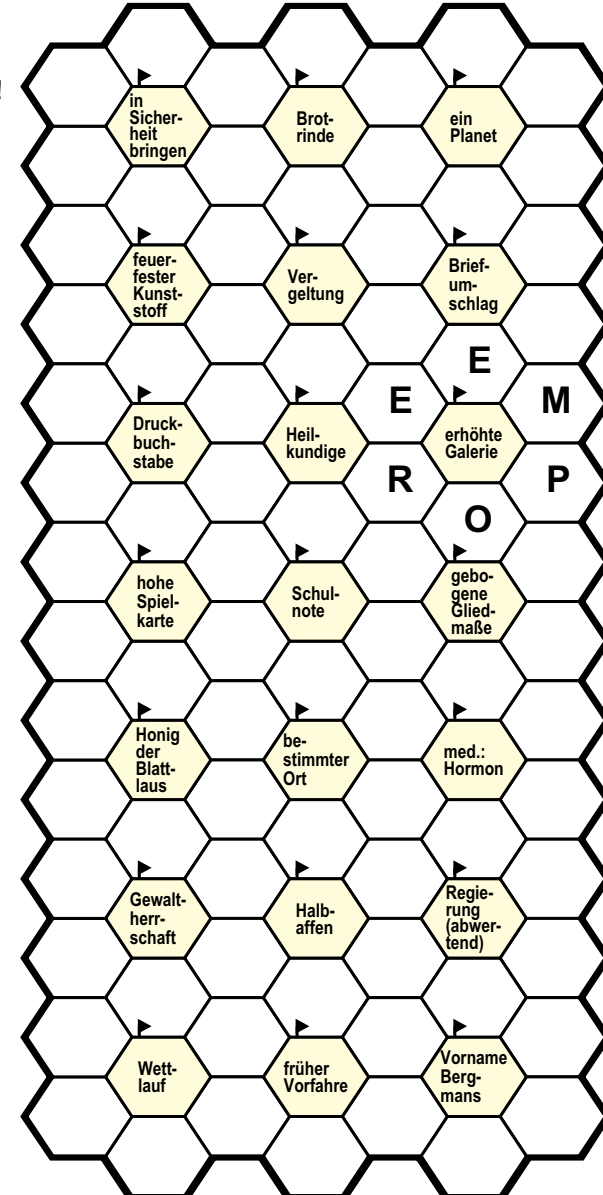 !
in
Sicher-
heit
bringen
Brot-
rinde
ein
Planet
feuer-
fester
Kunst-
stoff
Ver-
geltung
Brief-
um-
schlag
E
E
M
Druck-
buch-
stabe
Heil-
kundige
erhöhte
Galerie
R
P
O
hohe
Spiel-
karte
Schul-
note
gebo-
gene
Glied-
maße
Honig
der
Blatt-
laus
be-
stimmter
Ort
med.:
Hormon
Gewalt-
herr-
schaft
Halb-
affen
Regie-
rung
(abwer-
tend)
Wett-
lauf
früher
Vorfahre
Vorname
Berg-
mans